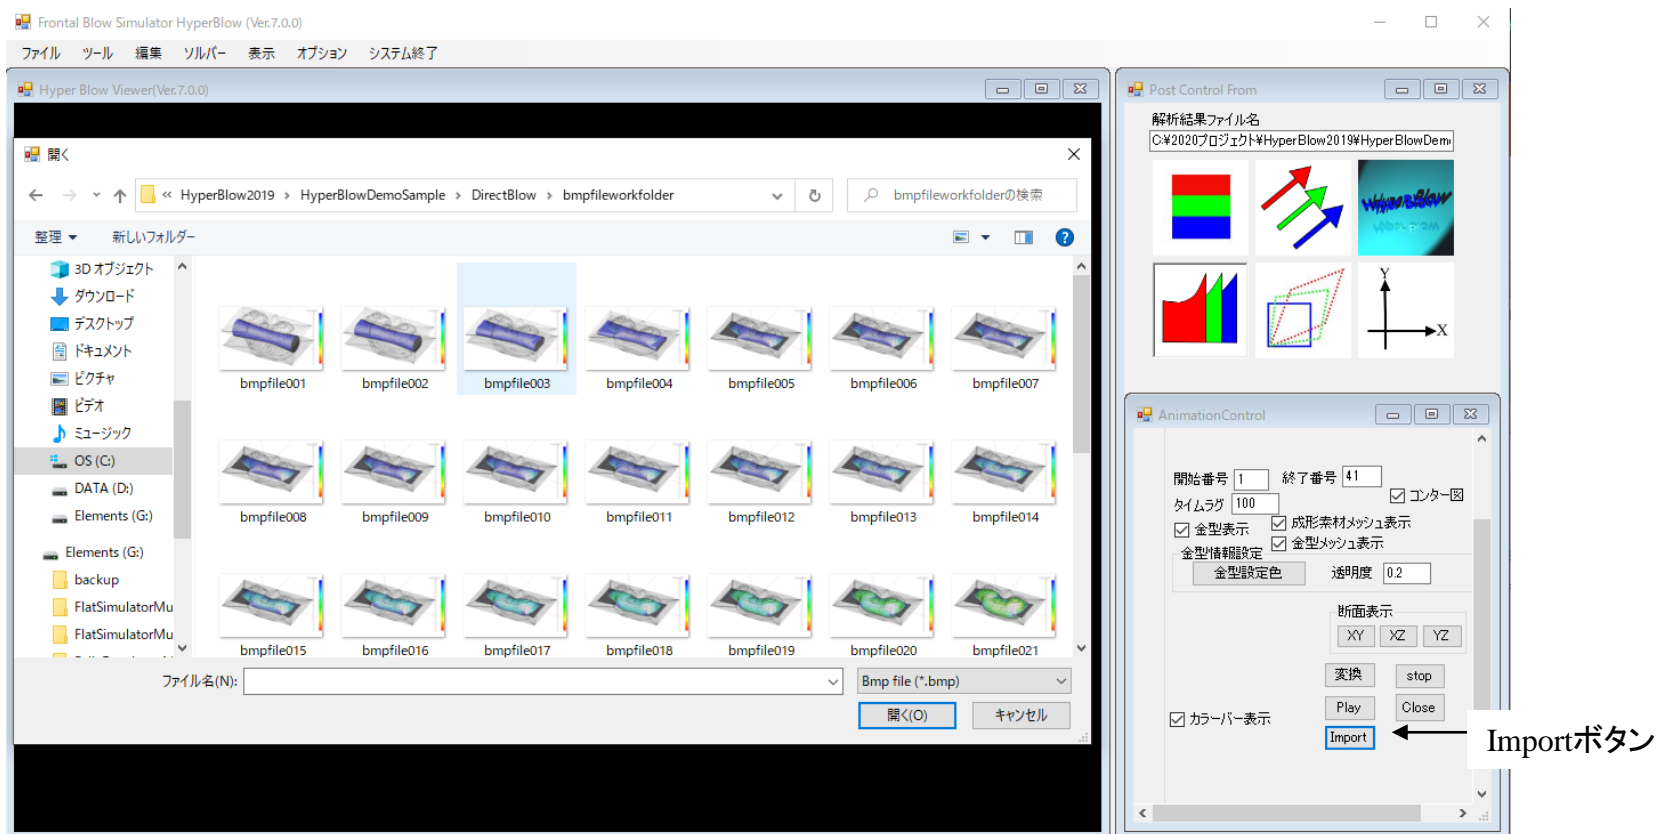 Frontal Blow Simulator HyperBlow (Ver.7.0.0)
ファイル ツール 編集 ソルバー 表示 オプション システム終了
Hyper Blow Viewer(Ver.7.0.0)
開く
« HyperBlow2019 › HyperBlowDemoSample › DirectBlow › bmpfileworkfolder
bmpfileworkfolderの検索
整理 新しいフォルダー
3D オブジェクト
ダウンロード
デスクトップ
ドキュメント
ピクチャ
ビデオ
ミュージック
OS (C:)
DATA (D:)
Elements (G:)
Elements (G:)
backup
FlatSimulatorMu
FlatSimulatorMu
bmpfile001 bmpfile002 bmpfile003 bmpfile004 bmpfile005 bmpfile006 bmpfile007
bmpfile008 bmpfile009 bmpfile010 bmpfile011 bmpfile012 bmpfile013 bmpfile014
bmpfile015 bmpfile016 bmpfile017 bmpfile018 bmpfile019 bmpfile020 bmpfile021
ファイル名(N):
Bmp file (*.bmp)
開く(O) キャンセル
Post Control From
解析結果ファイル名
C:¥2020プロジェクト¥HyperBlow2019¥HyperBlowDem
HyperBlow
Y
X
AnimationControl
開始番号 1 終了番号 41
コンター図
タイムラグ 100
金型表示 成形素材メッシュ表示
金型メッシュ表示
金型情報設定
金型設定色 透明度 0.2
断面表示
XY XZ YZ
変換 stop
Play Close
カラーバー表示
Import
Importボタン